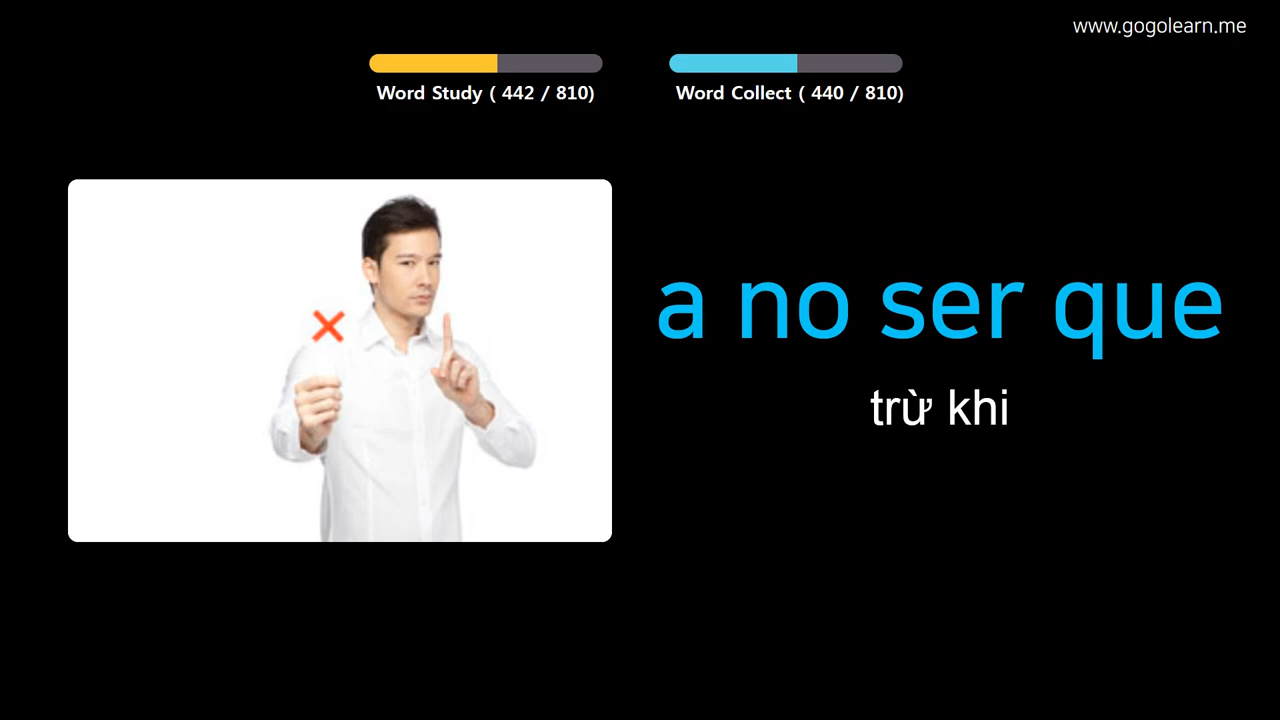 www.gogolearn.me
Word Study ( 442 / 810)
Word Collect ( 440 / 810)
a no ser que
trừ khi